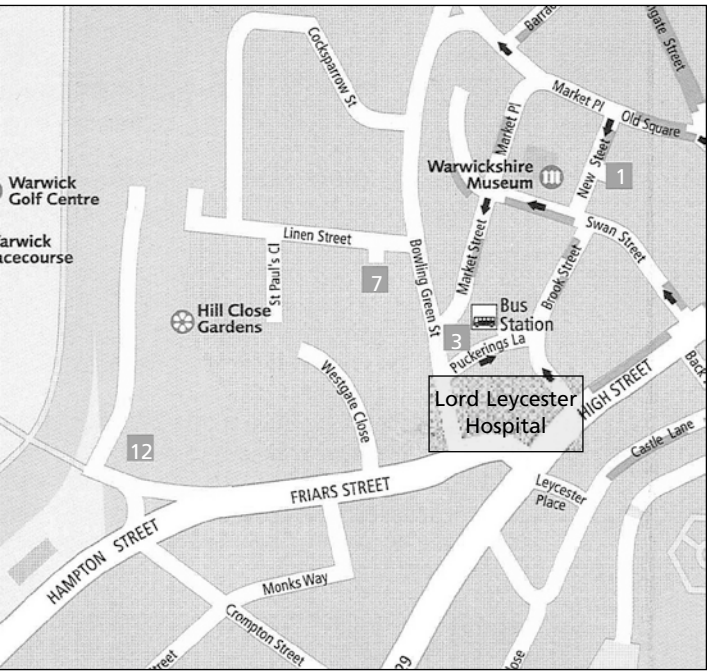 Cocksparrow St
Market Pl
Old Square
Market Pl
Warwickshire
Museum
New Steet
1
Warwick
Golf Centre
Swan Street
Linen Street
St Paul's Cl
Bowling Green St
Market Street
Brook Street
7
Hill Close
Gardens
Bus
Station
3
Puckerings La
Westgate Close
HIGH STREET
Lord Leycester
Hospital
Castle Lane
12
FRIARS STREET
Leycester
Place
HAMPTON STREET
Monks Way
Crompton Street